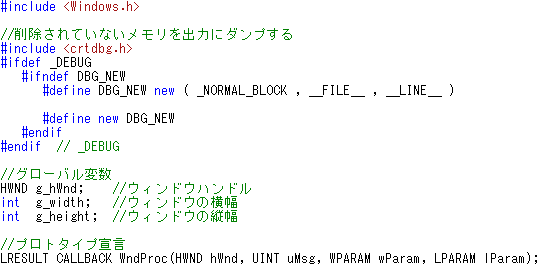 #include <Windows.h>
//削除されていないメモリを出力にダンプする
#include <crtdbg.h>
#ifdef _DEBUG
#ifndef DBG_NEW
#define DBG_NEW new ( _NORMAL_BLOCK , __FILE__ , __LINE__ )
#define new DBG_NEW
#endif
#endif // _DEBUG
//グローバル変数
HWND g_hWnd; //ウィンドウハンドル
int g_width; //ウィンドウの横幅
int g_height; //ウィンドウの縦幅
//プロトタイプ宣言
LRESULT CALLBACK WndProc(HWND hWnd, UINT uMsg, WPARAM wParam, LPARAM lParam);